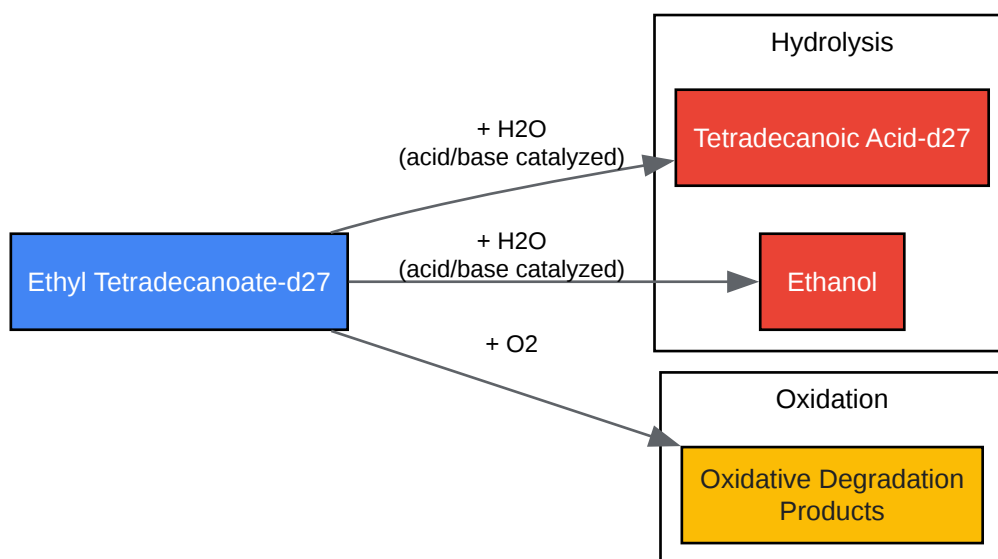 Hydrolysis
+ H2O
(acid/base catalyzed)
Tetradecanoic Acid-d27
Ethyl Tetradecanoate-d27
+ H2O
(acid/base catalyzed)
Ethanol
+ O2
Oxidation
Oxidative Degradation
Products